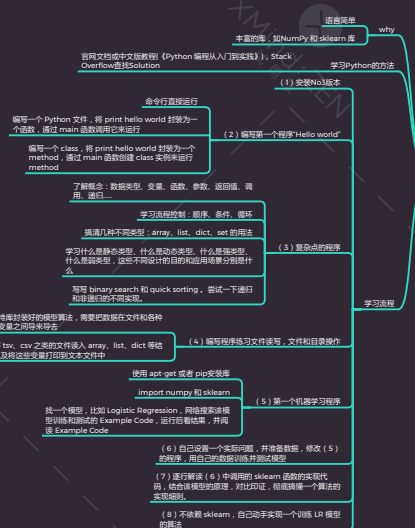 语言简单
why
丰富的库，如NumPy 和 sklearn 库
官网文档或中文版教程(《Python 编程从入门到实践》)，Stack
Overflow查找Solution
学习Python的方法
（1）安装No3版本
命令行直接运行
编写一个 Python 文件，将 print hello world 封装为一
个函数，通过 main 函数调用它来运行
（2）编写第一个程序“Hello world”
编写一个 class，将 print hello world 封装为一个
method，通过 main 函数创建 class 实例来运行
method
了解概念：数据类型、变量、函数、参数、返回值、调
用、递归……
学习流程控制：顺序、条件、循环
搞清几种不同类型：array、list、dict、set 的用法
（3）复杂点的程序
学习什么是静态类型、什么是动态类型、什么是强类型、
什么是弱类型，这些不同设计的目的和应用场景分别是什
么
写写 binary search 和 quick sorting 。尝试一下递归
和非递归的不同实现。
学习流程
库封装好的模型算法，需要把数据在文件和各种
变量之间导来导去
（4）编写程序练习文件读写，文件和目录操作
tsv、csv 之类的文件读入 array、list、dict 等结
及将这些变量打印到文本文件中
使用 apt-get 或者 pip安装库
import numpy 和 sklearn
（5）第一个机器学习程序
找一个模型，比如 Logistic Regression，网络搜索该模
型训练和测试的 Example Code，运行后看结果，并阅
读 Example Code
（6）自己设置一个实际问题，并准备数据，修改（5）
的程序，用自己的数据训练并测试模型
（7）逐行解读（6）中调用的 sklearn 函数的实现代
码，结合该模型的原理，对比印证，彻底搞懂一个算法的
实现细则。
（8）不依赖 sklearn，自己动手实现一个训练 LR 模型
的算法